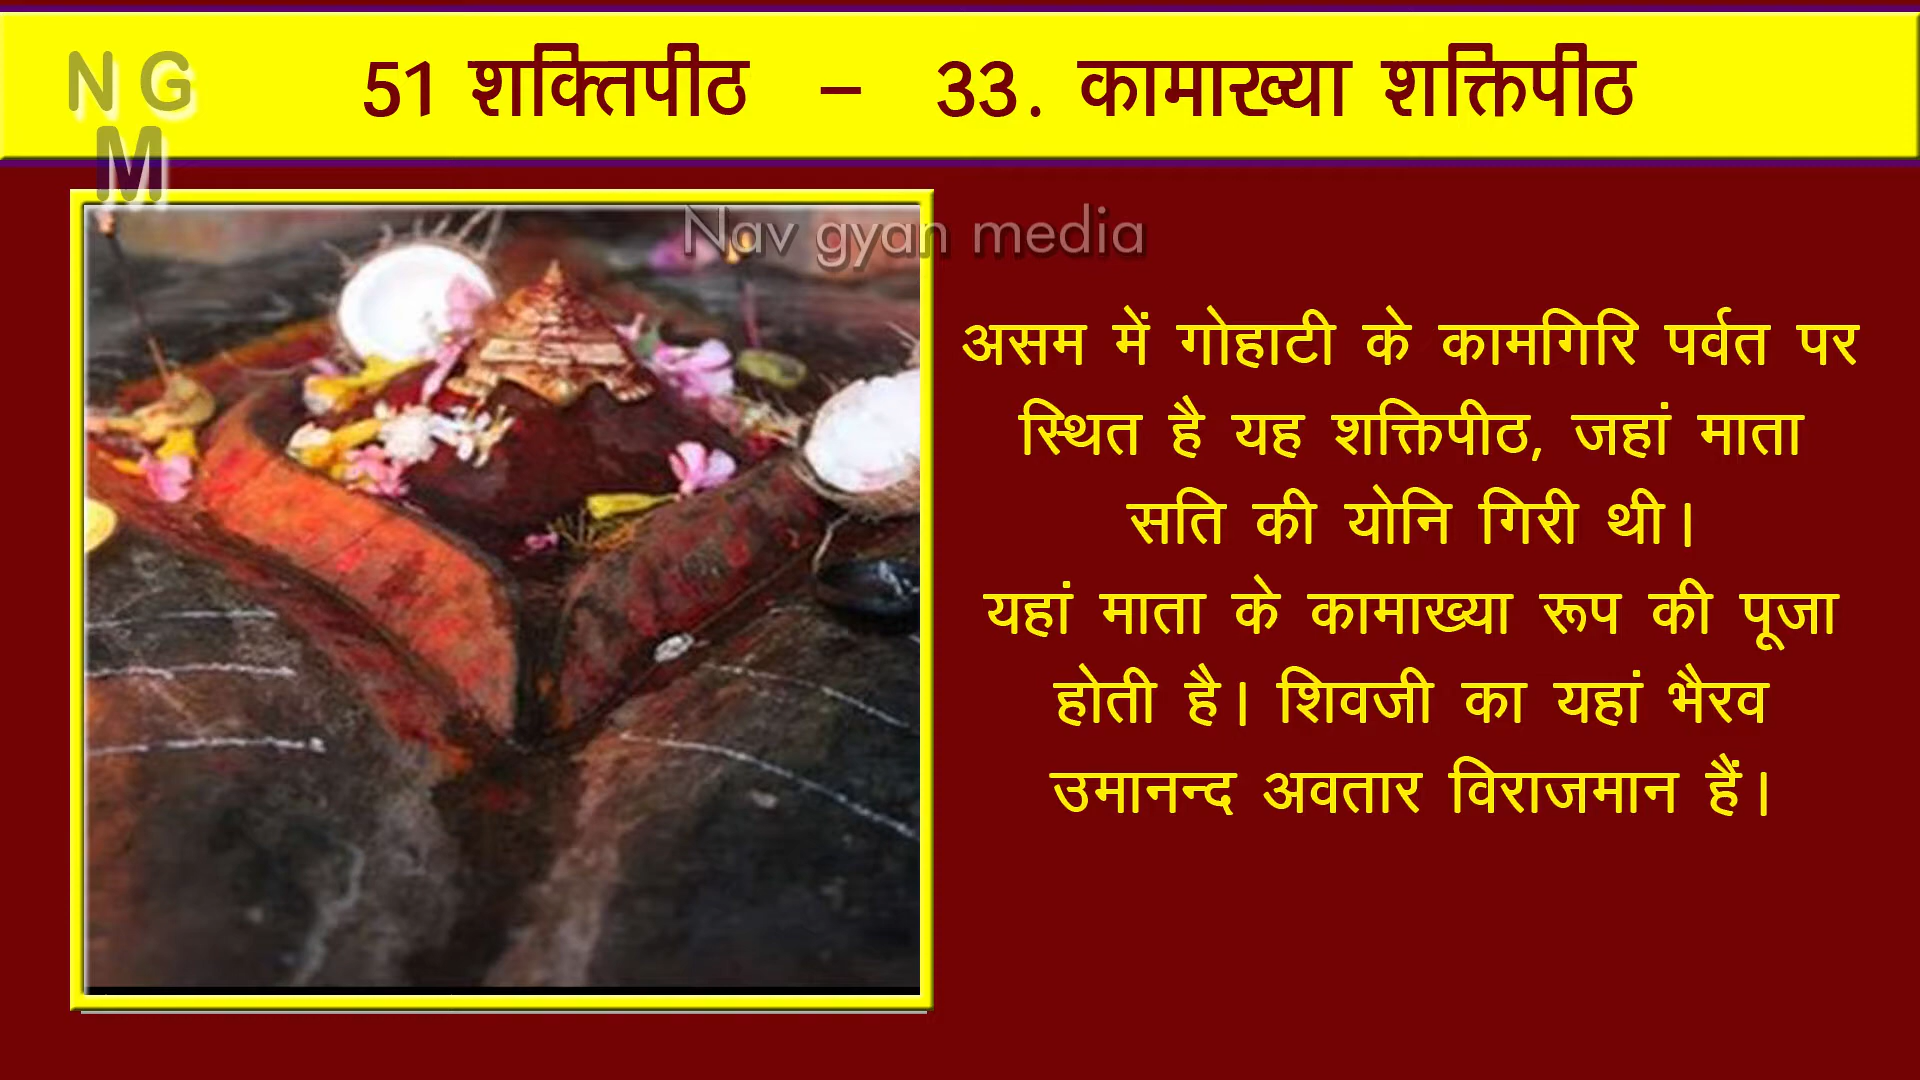 51 शक्तिपीठ – 33. कामाख्या शक्तिपीठ
N G
M
Nav gyan media
असम में गोहाटी के कामगिरि पर्वत पर
स्थित है यह शक्तिपीठ, जहां माता
सति की योनि गिरी थी।
यहां माता के कामाख्या रूप की पूजा
होती है। शिवजी का यहां भैरव
उमानन्द अवतार विराजमान हैं।